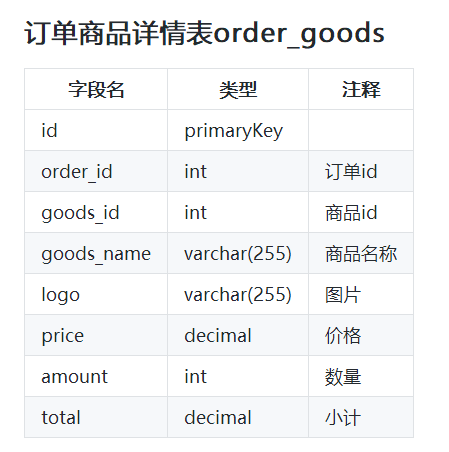 订单商品详情表order_goods
字段名 类型 注释
id primaryKey
order_id int 订单id
goods_id int 商品id
goods_name varchar(255) 商品名称
logo varchar(255) 图片
price decimal 价格
amount int 数量
total decimal 小计